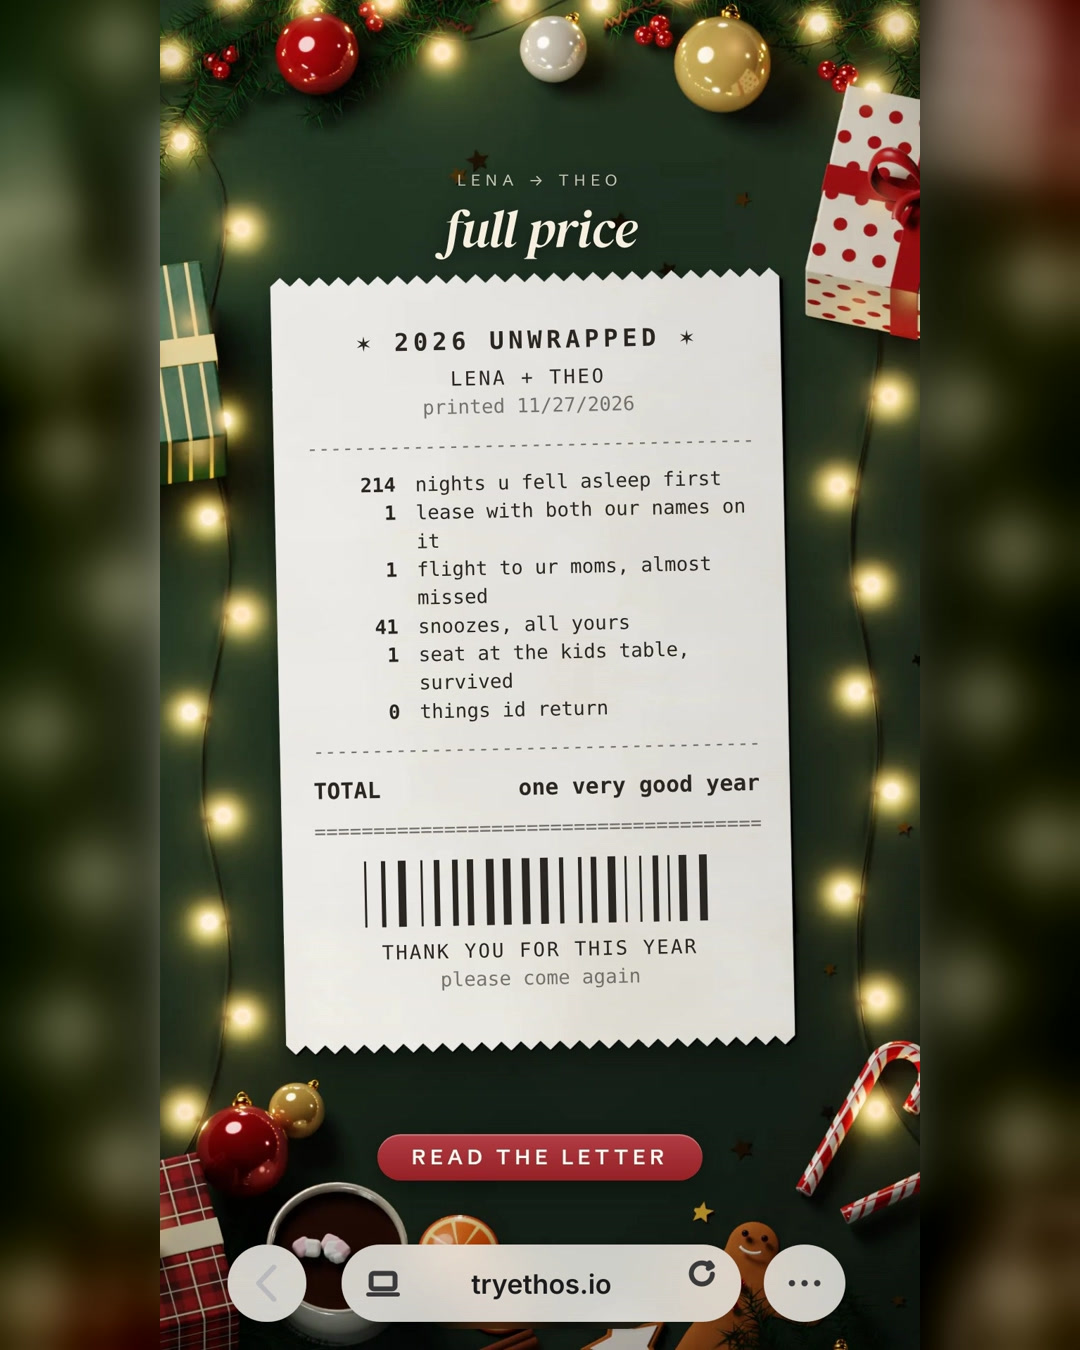 LENA → THEO
full price
✶ 2026 UNWRAPPED ✶
LENA + THEO
printed 11/27/2026
214 nights u fell asleep first
1 lease with both our names on
it
1 flight to ur moms, almost
missed
41 snoozes, all yours
1 seat at the kids table,
survived
0 things id return
TOTAL one very good year
THANK YOU FOR THIS YEAR
please come again
READ THE LETTER
tryethos.io